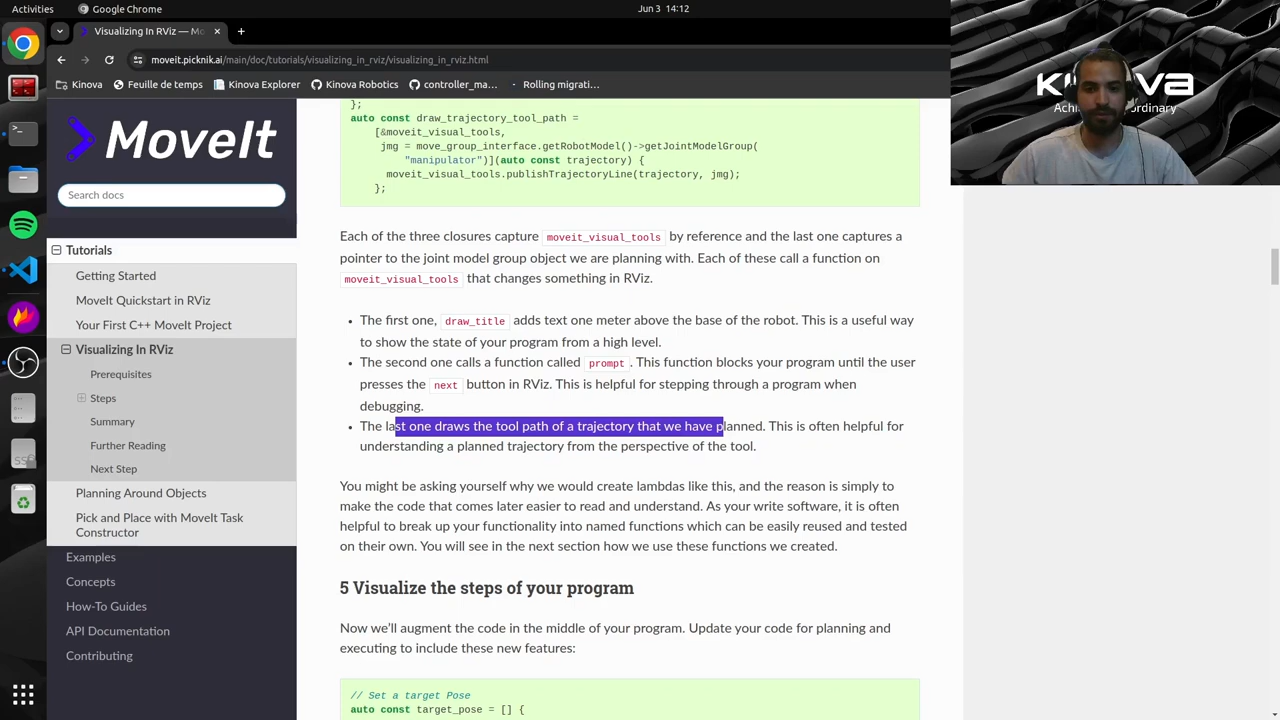 Activities
Google Chrome
Jun 3 14:12
Visualizing In RViz — Mo
moveit.picknik.ai/main/doc/tutorials/visualizing_in_rviz/visualizing_in_rviz.html
Kinova
Feuille de temps
Kinova Explorer
Kinova Robotics
controller_ma...
Rolling migrati...
MoveIt
Search docs
Tutorials
Getting Started
MoveIt Quickstart in RViz
Your First C++ MoveIt Project
Visualizing In RViz
Prerequisites
Steps
Summary
Further Reading
Next Step
Planning Around Objects
Pick and Place with MoveIt Task
Constructor
Examples
Concepts
How-To Guides
API Documentation
Contributing
};
auto const draw_trajectory_tool_path =
[&moveit_visual_tools,
jmg = move_group_interface.getRobotModel()->getJointModelGroup(
"manipulator")](auto const trajectory) {
moveit_visual_tools.publishTrajectoryLine(trajectory, jmg);
};
Each of the three closures capture moveit_visual_tools by reference and the last one captures a
pointer to the joint model group object we are planning with. Each of these call a function on
moveit_visual_tools that changes something in RViz.
• The first one, draw_title adds text one meter above the base of the robot. This is a useful way
to show the state of your program from a high level.
• The second one calls a function called prompt. This function blocks your program until the user
presses the next button in RViz. This is helpful for stepping through a program when
debugging.
• The last one draws the tool path of a trajectory that we have planned. This is often helpful for
understanding a planned trajectory from the perspective of the tool.
You might be asking yourself why we would create lambdas like this, and the reason is simply to
make the code that comes later easier to read and understand. As your write software, it is often
helpful to break up your functionality into named functions which can be easily reused and tested
on their own. You will see in the next section how we use these functions we created.
5 Visualize the steps of your program
Now we'll augment the code in the middle of your program. Update your code for planning and
executing to include these new features:
// Set a target Pose
auto const target_pose = [] {